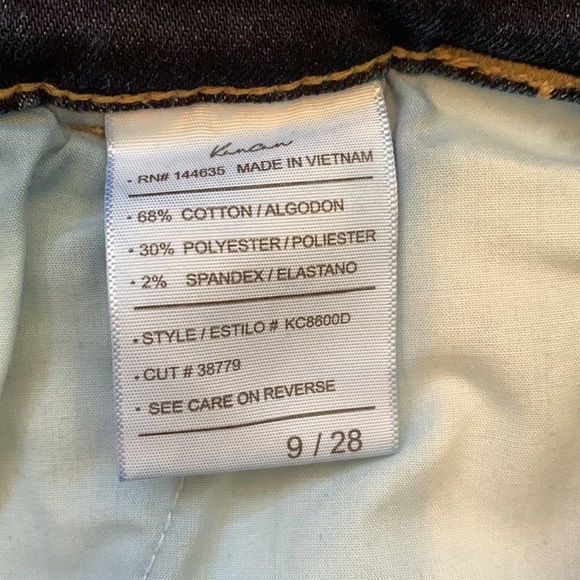 KanCan
• RN# 144635 MADE IN VIETNAM
• 68% COTTON / ALGODON
• 30% POLYESTER / POLIESTER
• 2% SPANDEX / ELASTANO
• STYLE / ESTILO # KC8600D
• CUT # 38779
• SEE CARE ON REVERSE
9 / 28